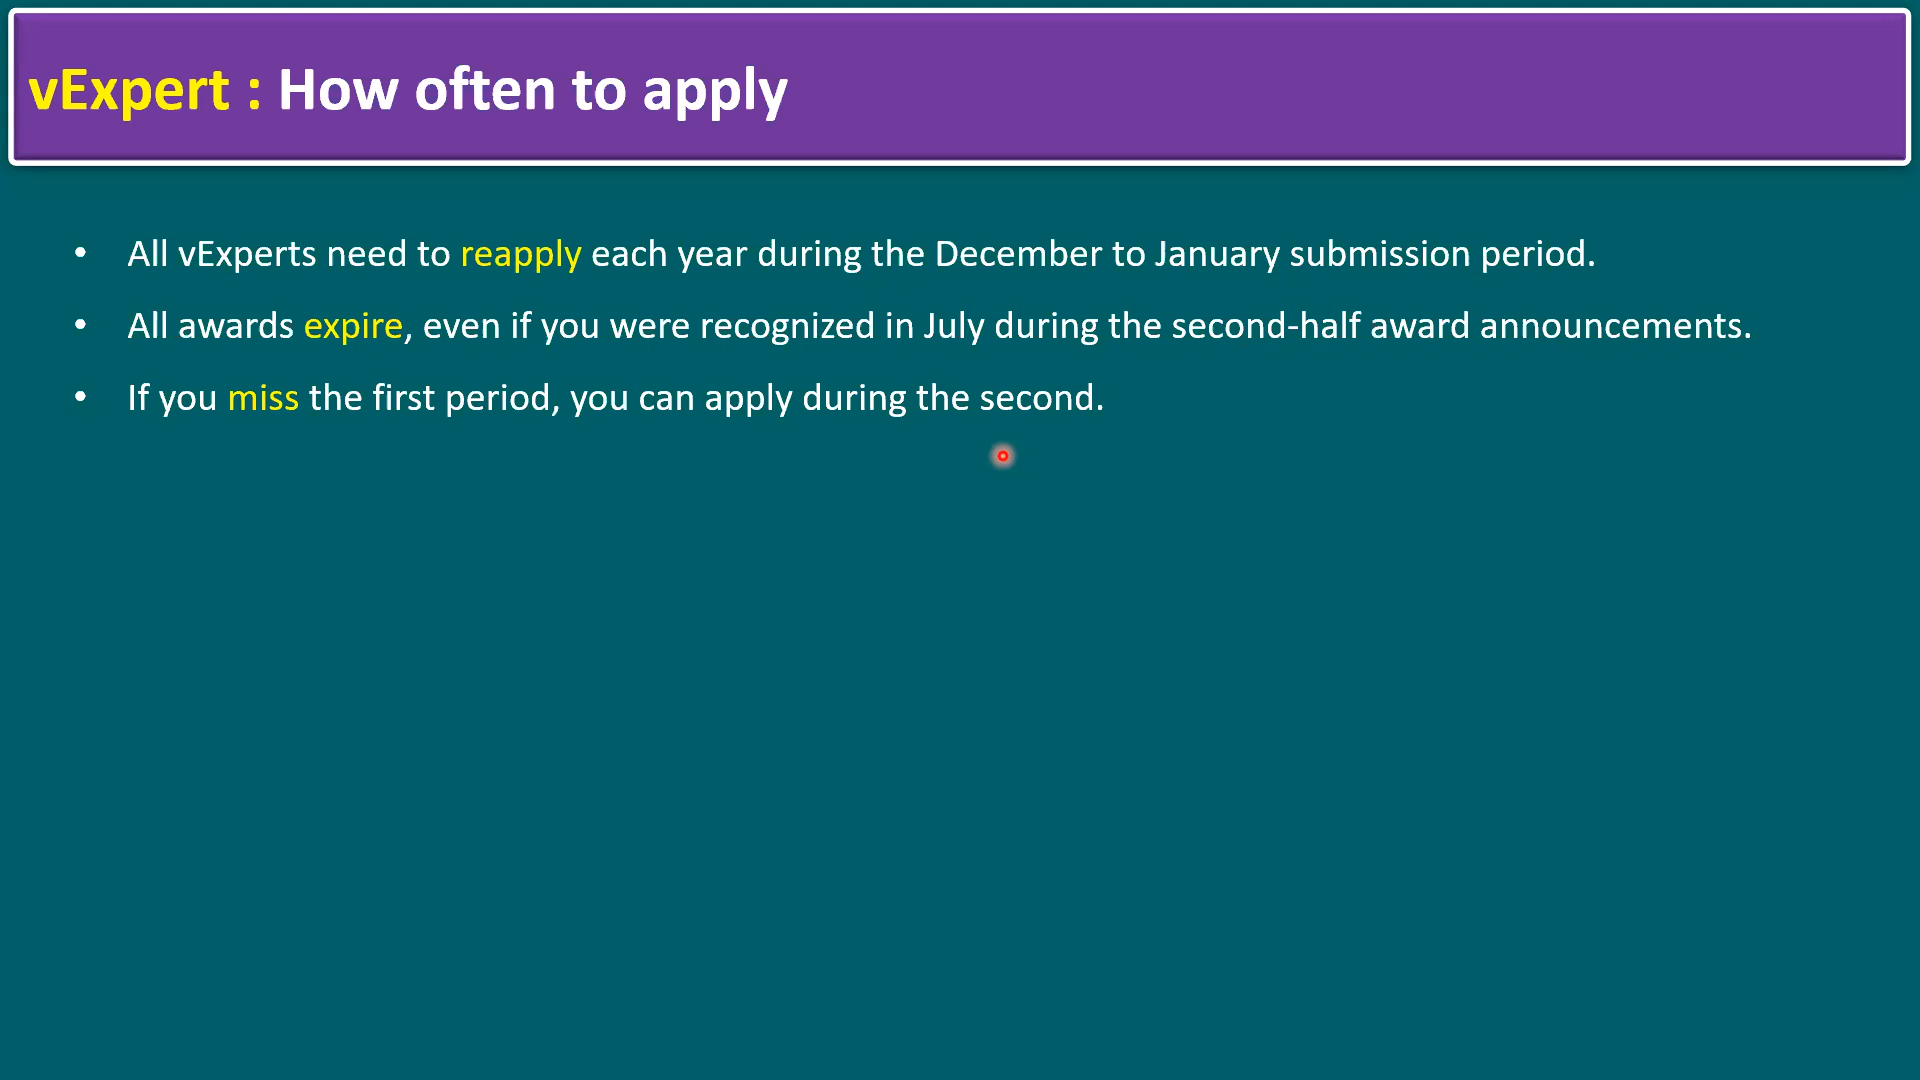 vExpert : How often to apply
• All vExperts need to reapply each year during the December to January submission period.
• All awards expire, even if you were recognized in July during the second-half award announcements.
• If you miss the first period, you can apply during the second.